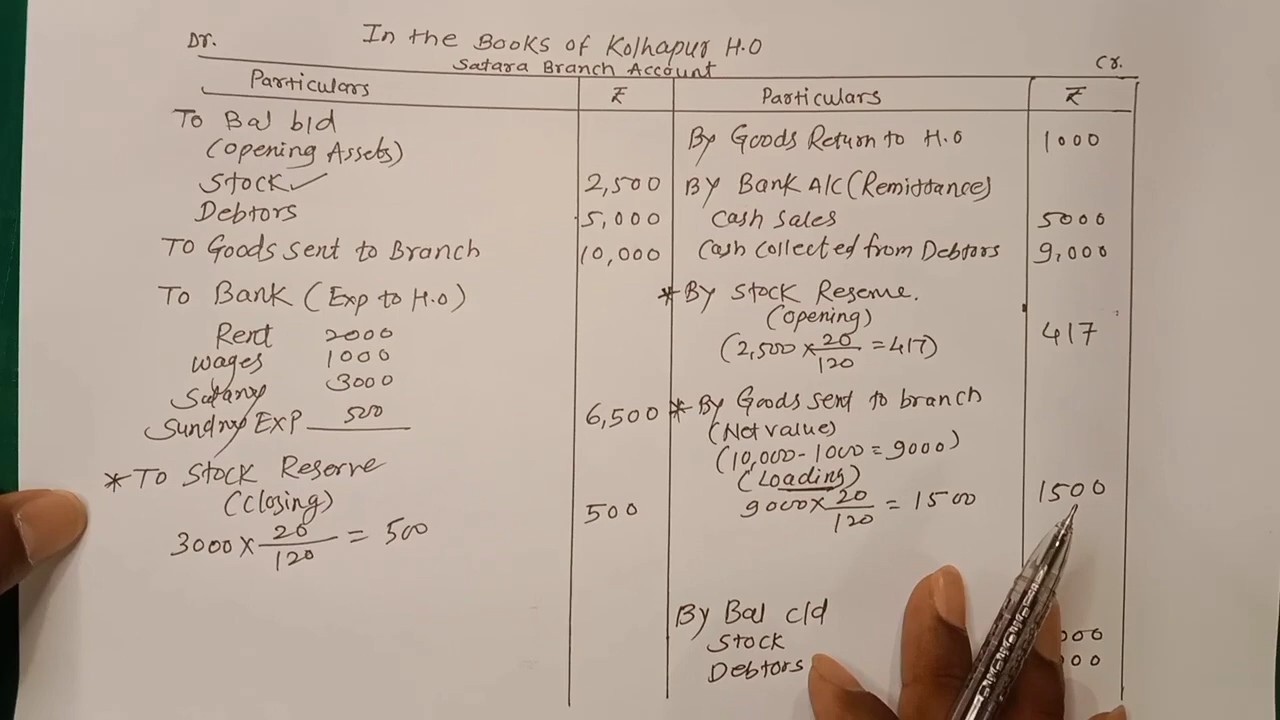 In the Books of Kolhapur H.O
Dr.
Satara Branch Account
Cr.
Particulars ₹ Particulars ₹
To Bal b/d
(Opening Assets)
Stock✓ 2,500
Debtors 5,000
To Goods sent to Branch 10,000
To Bank (Exp to H.O)
Rent 2000
Wages 1000
Salary 3000
Sundry Exp 500 6,500
*To Stock Reserve
(Closing) 500
3000 × 20/120 = 500
By Goods Return to H.O 1000
By Bank A/C (Remittance)
Cash Sales 5000
Cash Collected from Debtors 9,000
*By Stock Reserve.
(Opening) 417
(2,500 × 20/120 = 417)
*By Goods sent to branch
(Net value)
(10,000 - 1000 = 9000)
(Loading) 1500
9000 × 20/120 = 1500
By Bal c/d
Stock 000
Debtors 00